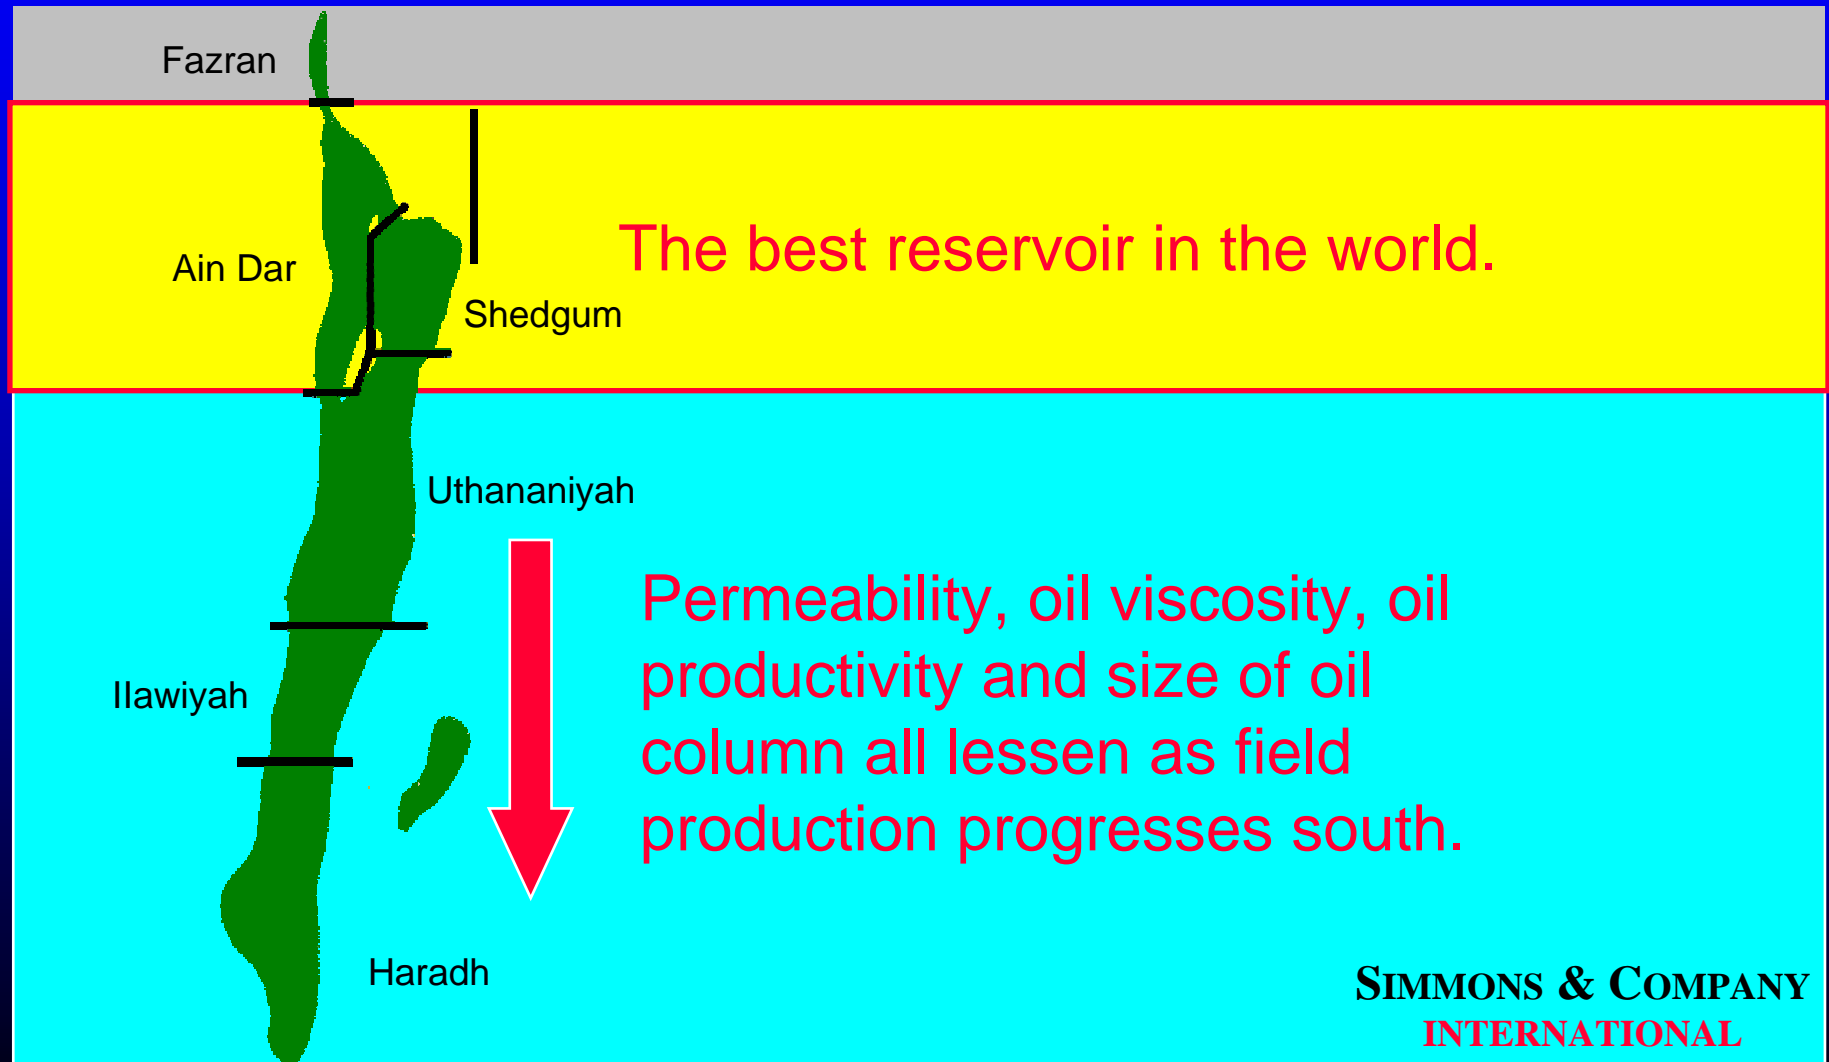 Fazran
The best reservoir in the world.
Ain Dar
Shedgum
Uthananiyah
Permeability, oil viscosity, oil
productivity and size of oil
column all lessen as field
production progresses south.
IIawiyah
Haradh
SIMMONS & COMPANY
INTERNATIONAL